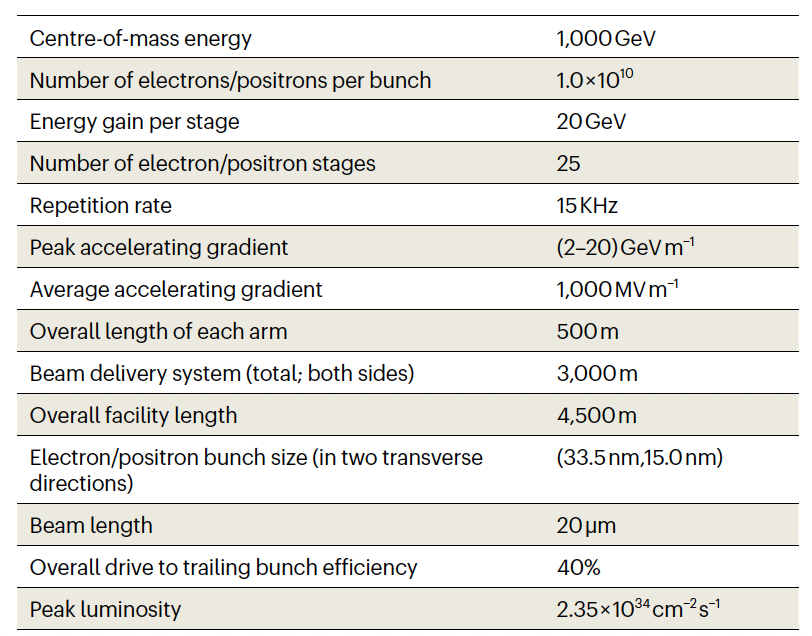 Centre-of-mass energy 1,000 GeV
Number of electrons/positrons per bunch 1.0×10¹⁰
Energy gain per stage 20 GeV
Number of electron/positron stages 25
Repetition rate 15 KHz
Peak accelerating gradient (2–20) GeV m⁻¹
Average accelerating gradient 1,000 MV m⁻¹
Overall length of each arm 500 m
Beam delivery system (total; both sides) 3,000 m
Overall facility length 4,500 m
Electron/positron bunch size (in two transverse (33.5 nm,15.0 nm)
directions)
Beam length 20 µm
Overall drive to trailing bunch efficiency 40%
Peak luminosity 2.35×10³⁴ cm⁻² s⁻¹